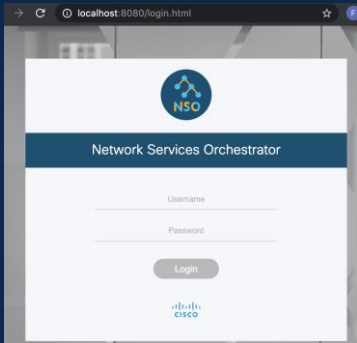 localhost:8080/login.html
NSO
Network Services Orchestrator
Username
Password
Login
CISCO